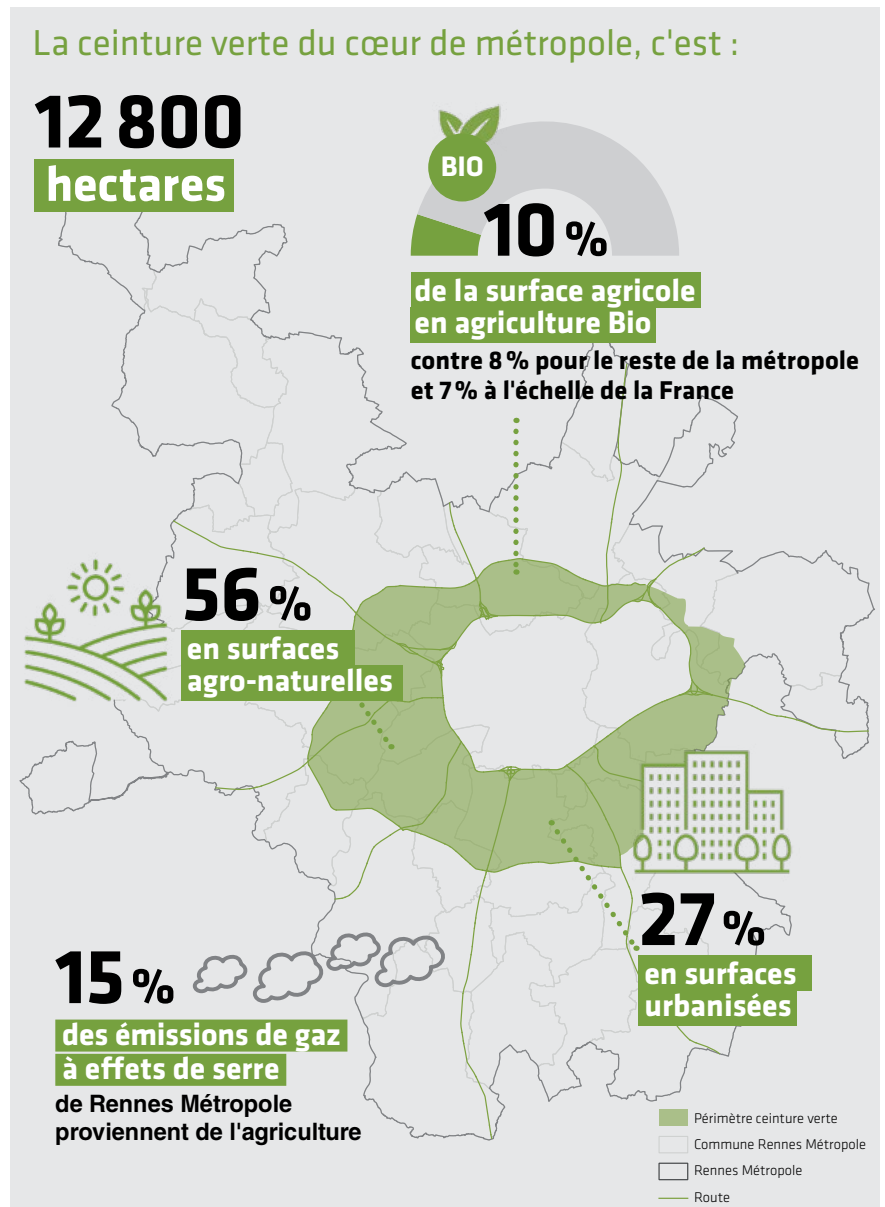 La ceinture verte du cœur de métropole, c'est :
12 800
hectares
BIO
10 %
de la surface agricole
en agriculture Bio
contre 8 % pour le reste de la métropole
et 7 % à l'échelle de la France
56 %
en surfaces
agro-naturelles
27 %
en surfaces
urbanisées
15 %
des émissions de gaz
à effets de serre
de Rennes Métropole
proviennent de l'agriculture
Périmètre ceinture verte
Commune Rennes Métropole
Rennes Métropole
Route